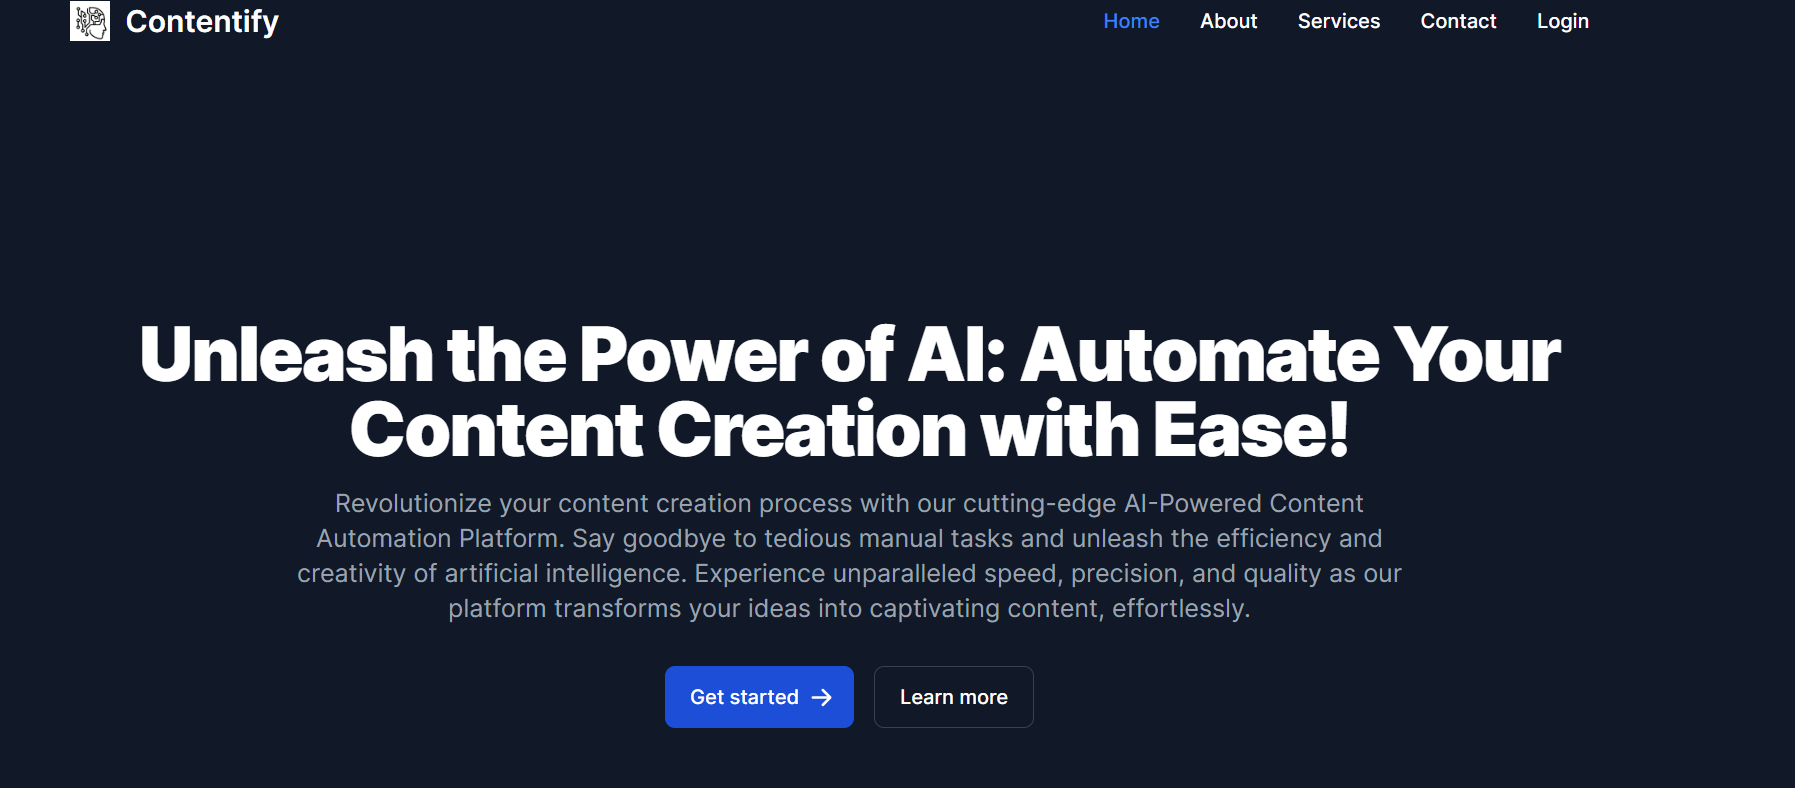 Contentify
Home About Services Contact Login
Unleash the Power of AI: Automate Your
Content Creation with Ease!
Revolutionize your content creation process with our cutting-edge AI-Powered Content
Automation Platform. Say goodbye to tedious manual tasks and unleash the efficiency and
creativity of artificial intelligence. Experience unparalleled speed, precision, and quality as our
platform transforms your ideas into captivating content, effortlessly.
Get started → Learn more